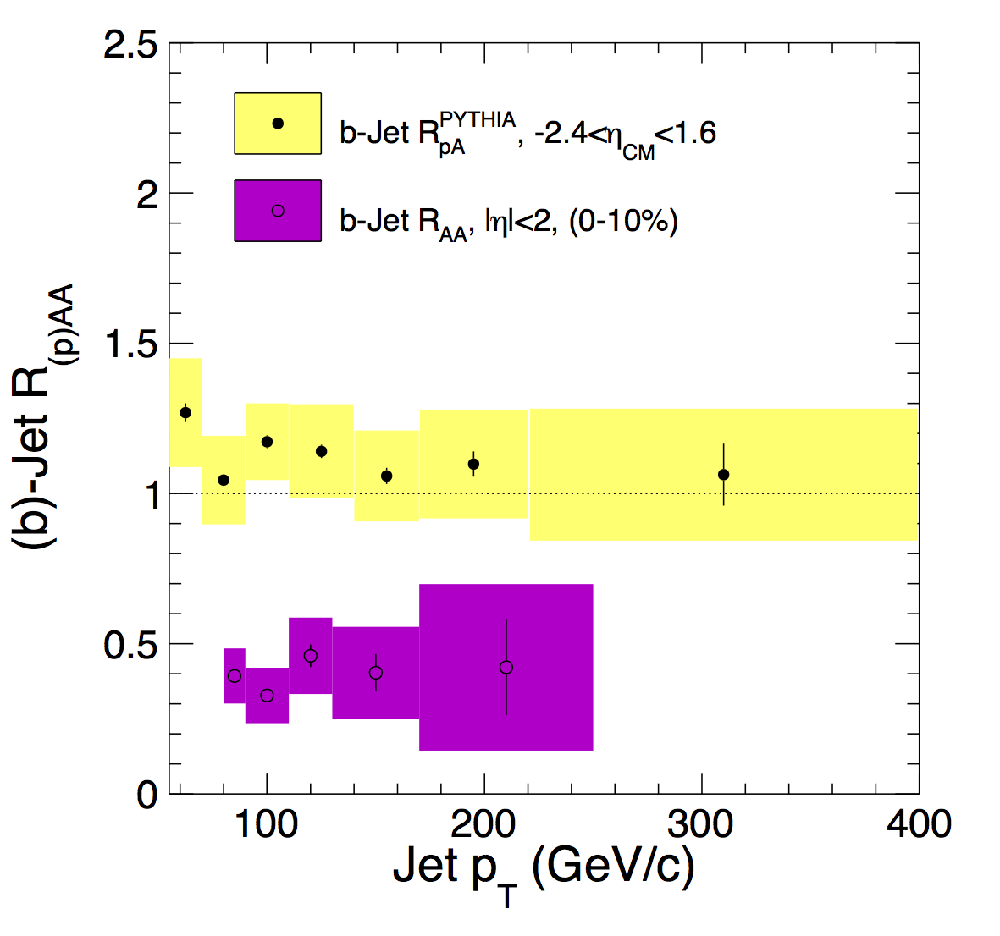 2.5
b-Jet R_pA^PYTHIA, -2.4<η_CM<1.6
2
b-Jet R_AA, |η|<2, (0-10%)
1.5
1
0.5
0
(b)-Jet R_(p)AA
100 200 300 400
Jet p_T (GeV/c)